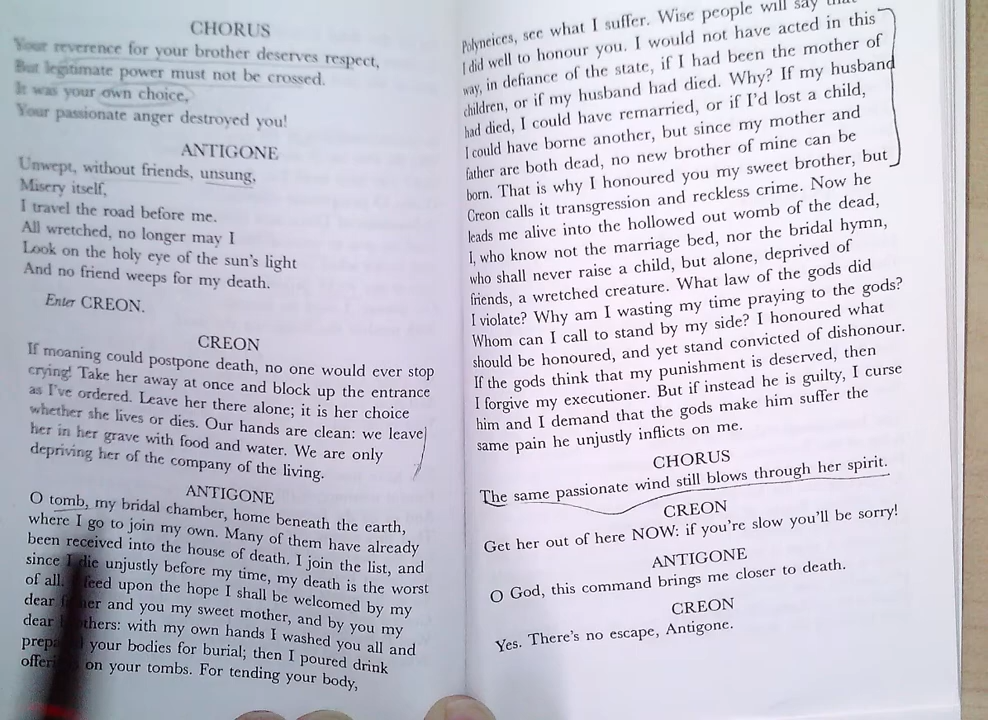 CHORUS
Your reverence for your brother deserves respect,
But legitimate power must not be crossed.
It was your own choice,
Your passionate anger destroyed you!
ANTIGONE
Unwept, without friends, unsung,
Misery itself,
I travel the road before me.
All wretched, no longer may I
Look on the holy eye of the sun's light
And no friend weeps for my death.
Enter CREON.
CREON
If moaning could postpone death, no one would ever stop
crying! Take her away at once and block up the entrance
as I've ordered. Leave her there alone; it is her choice
whether she lives or dies. Our hands are clean: we leave
her in her grave with food and water. We are only
depriving her of the company of the living.
ANTIGONE
O tomb, my bridal chamber, home beneath the earth,
where I go to join my own. Many of them have already
been received into the house of death. I join the list, and
since I die unjustly before my time, my death is the worst
of all. feed upon the hope I shall be welcomed by my
dear and you my sweet mother, and by you my
dear brothers: with my own hands I washed you all and
your bodies for burial; then I poured drink
on your tombs. For tending your body,
Polyneices, see what I suffer. Wise people will say that
I did well to honour you. I would not have acted in this
way, in defiance of the state, if I had been the mother of
children, or if my husband had died. Why? If my husband
had died, I could have remarried, or if I'd lost a child,
I could have borne another, but since my mother and
father are both dead, no new brother of mine can be
born. That is why I honoured you my sweet brother, but
Creon calls it transgression and reckless crime. Now he
leads me alive into the hollowed out womb of the dead,
I, who know not the marriage bed, nor the bridal hymn,
who shall never raise a child, but alone, deprived of
friends, a wretched creature. What law of the gods did
I violate? Why am I wasting my time praying to the gods?
Whom can I call to stand by my side? I honoured what
should be honoured, and yet stand convicted of dishonour.
If the gods think that my punishment is deserved, then
I forgive my executioner. But if instead he is guilty, I curse
him and I demand that the gods make him suffer the
same pain he unjustly inflicts on me.
CHORUS
The same passionate wind still blows through her spirit.
CREON
Get her out of here NOW: if you're slow you'll be sorry!
ANTIGONE
O God, this command brings me closer to death.
CREON
Yes. There's no escape, Antigone.